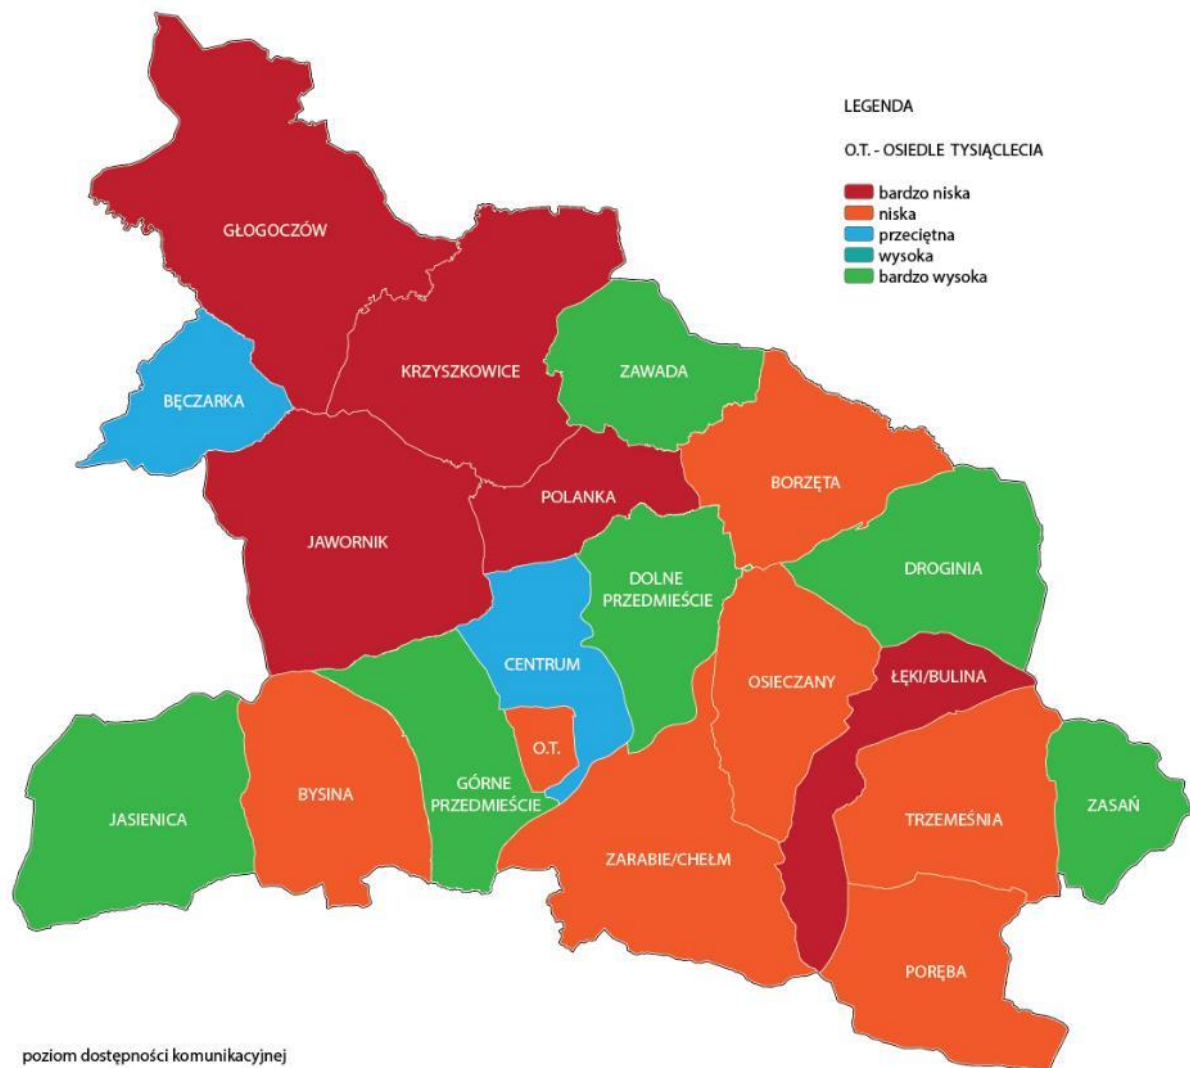 LEGENDA
O.T. - OSIEDLE TYSIĄCLECIA
bardzo niska
niska
przeciętna
wysoka
bardzo wysoka
GŁOGOCZÓW
KRZYSZKOWICE
ZAWADA
BĘCZARKA
BORZĘTA
POLANKA
JAWORNIK
DROGINIA
DOLNE
PRZEDMIEŚCIE
CENTRUM
OSIECZANY
ŁĘKI/BULINA
O.T.
GÓRNE
PRZEDMIEŚCIE
BYSINA
JASIENICA
ZASAŃ
TRZEMEŚNIA
ZARABIE/CHEŁM
PORĘBA
poziom dostępności komunikacyjnej